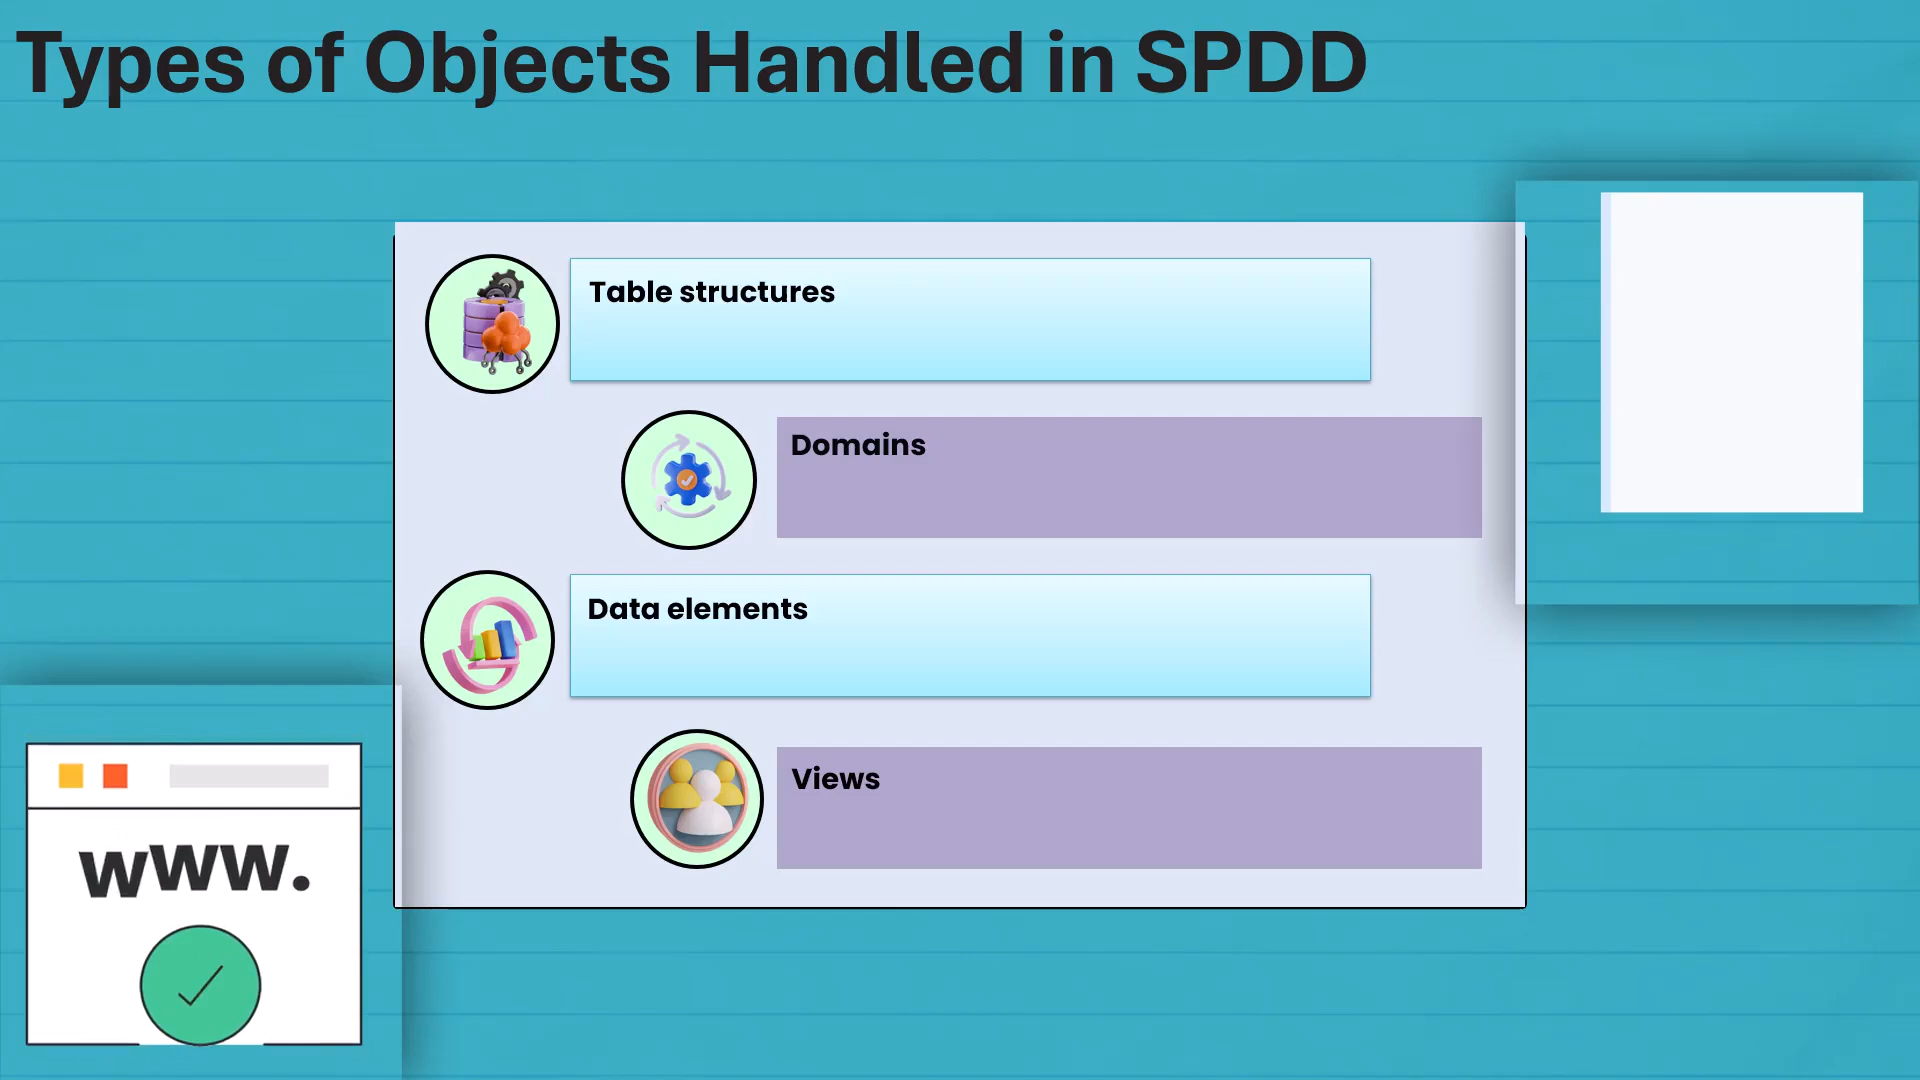 Types of Objects Handled in SPDD
Table structures
Domains
Data elements
Views
www.